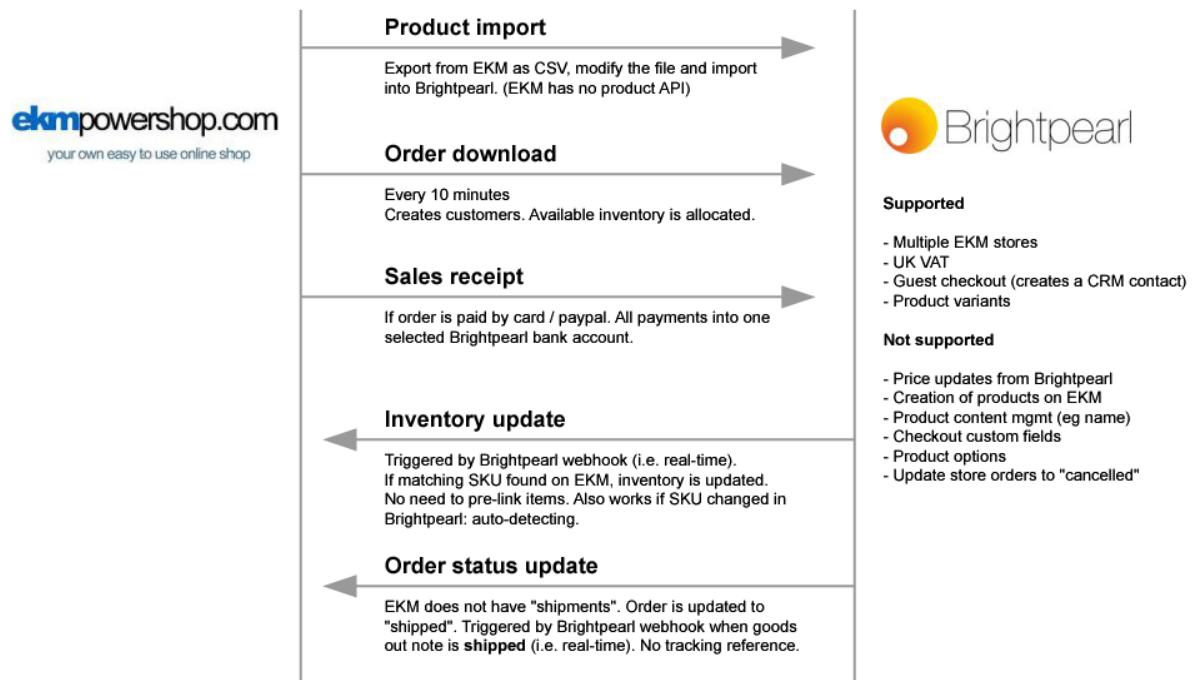 Product import
Export from EKM as CSV, modify the file and import
into Brightpearl. (EKM has no product API)
ekmpowershop.com
your own easy to use online shop
Order download
Every 10 minutes
Creates customers. Available inventory is allocated.
Sales receipt
If order is paid by card / paypal. All payments into one
selected Brightpearl bank account.
Inventory update
Triggered by Brightpearl webhook (i.e. real-time).
If matching SKU found on EKM, inventory is updated.
No need to pre-link items. Also works if SKU changed in
Brightpearl: auto-detecting.
Order status update
EKM does not have "shipments". Order is updated to
"shipped". Triggered by Brightpearl webhook when goods
out note is shipped (i.e. real-time). No tracking reference.
Brightpearl
Supported
- Multiple EKM stores
- UK VAT
- Guest checkout (creates a CRM contact)
- Product variants
Not supported
- Price updates from Brightpearl
- Creation of products on EKM
- Product content mgmt (eg name)
- Checkout custom fields
- Product options
- Update store orders to "cancelled"